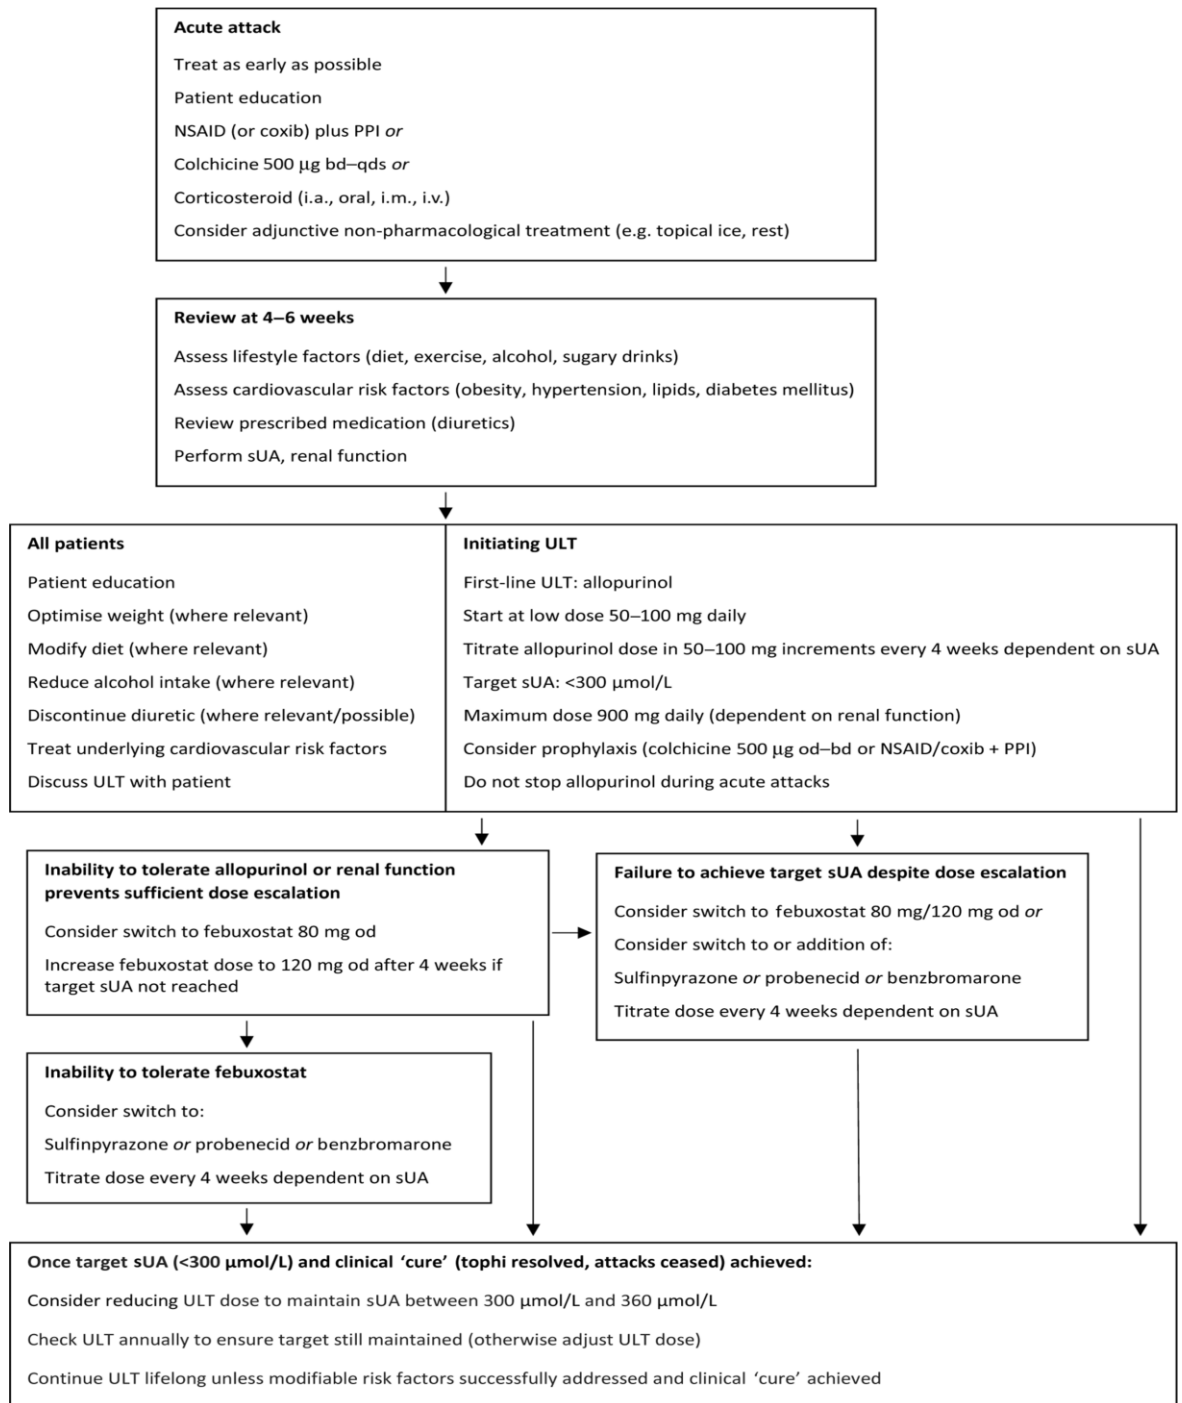 Acute attack
Treat as early as possible
Patient education
NSAID (or coxib) plus PPI or
Colchicine 500 μg bd–qds or
Corticosteroid (i.a., oral, i.m., i.v.)
Consider adjunctive non-pharmacological treatment (e.g. topical ice, rest)
Review at 4–6 weeks
Assess lifestyle factors (diet, exercise, alcohol, sugary drinks)
Assess cardiovascular risk factors (obesity, hypertension, lipids, diabetes mellitus)
Review prescribed medication (diuretics)
Perform sUA, renal function
All patients
Patient education
Optimise weight (where relevant)
Modify diet (where relevant)
Reduce alcohol intake (where relevant)
Discontinue diuretic (where relevant/possible)
Treat underlying cardiovascular risk factors
Discuss ULT with patient
Initiating ULT
First-line ULT: allopurinol
Start at low dose 50–100 mg daily
Titrate allopurinol dose in 50–100 mg increments every 4 weeks dependent on sUA
Target sUA: <300 μmol/L
Maximum dose 900 mg daily (dependent on renal function)
Consider prophylaxis (colchicine 500 μg od–bd or NSAID/coxib + PPI)
Do not stop allopurinol during acute attacks
Inability to tolerate allopurinol or renal function
prevents sufficient dose escalation
Consider switch to febuxostat 80 mg od
Increase febuxostat dose to 120 mg od after 4 weeks if
target sUA not reached
Failure to achieve target sUA despite dose escalation
Consider switch to febuxostat 80 mg/120 mg od or
Consider switch to or addition of:
Sulfinpyrazone or probenecid or benzbromarone
Titrate dose every 4 weeks dependent on sUA
Inability to tolerate febuxostat
Consider switch to:
Sulfinpyrazone or probenecid or benzbromarone
Titrate dose every 4 weeks dependent on sUA
Once target sUA (<300 μmol/L) and clinical ‘cure’ (tophi resolved, attacks ceased) achieved:
Consider reducing ULT dose to maintain sUA between 300 μmol/L and 360 μmol/L
Check ULT annually to ensure target still maintained (otherwise adjust ULT dose)
Continue ULT lifelong unless modifiable risk factors successfully addressed and clinical ‘cure’ achieved